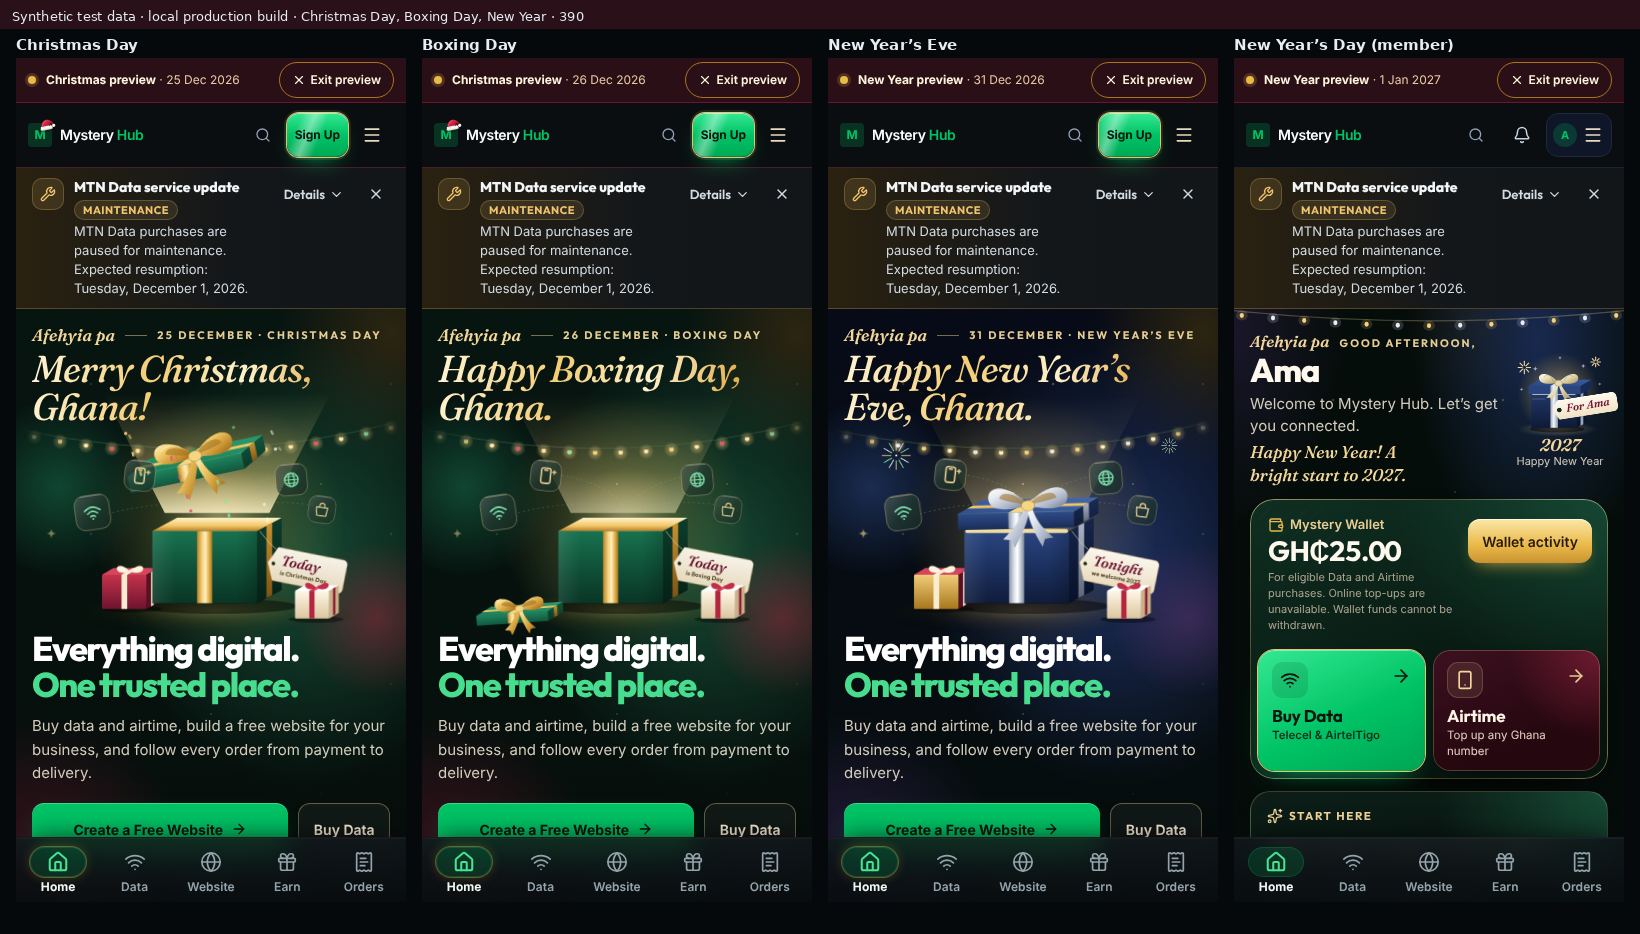 Synthetic test data · local production build · Christmas Day, Boxing Day, New Year · 390
Christmas Day
Christmas preview · 25 Dec 2026
Exit preview
M
Mystery Hub
Sign Up
MTN Data service update
MAINTENANCE
Details
MTN Data purchases are
paused for maintenance.
Expected resumption:
Tuesday, December 1, 2026.
Afehyia pa
25 DECEMBER · CHRISTMAS DAY
Merry Christmas,
Ghana!
Today
is Christmas Day
Everything digital.
One trusted place.
Buy data and airtime, build a free website for your
business, and follow every order from payment to
delivery.
Create a Free Website
Buy Data
Home
Data
Website
Earn
Orders
Boxing Day
Christmas preview · 26 Dec 2026
Exit preview
M
Mystery Hub
Sign Up
MTN Data service update
MAINTENANCE
Details
MTN Data purchases are
paused for maintenance.
Expected resumption:
Tuesday, December 1, 2026.
Afehyia pa
26 DECEMBER · BOXING DAY
Happy Boxing Day,
Ghana.
Today
is Boxing Day
Everything digital.
One trusted place.
Buy data and airtime, build a free website for your
business, and follow every order from payment to
delivery.
Create a Free Website
Buy Data
Home
Data
Website
Earn
Orders
New Year’s Eve
New Year preview · 31 Dec 2026
Exit preview
M
Mystery Hub
Sign Up
MTN Data service update
MAINTENANCE
Details
MTN Data purchases are
paused for maintenance.
Expected resumption:
Tuesday, December 1, 2026.
Afehyia pa
31 DECEMBER · NEW YEAR’S EVE
Happy New Year’s
Eve, Ghana.
Tonight
we welcome 2027
Everything digital.
One trusted place.
Buy data and airtime, build a free website for your
business, and follow every order from payment to
delivery.
Create a Free Website
Buy Data
Home
Data
Website
Earn
Orders
New Year’s Day (member)
New Year preview · 1 Jan 2027
Exit preview
M
Mystery Hub
A
MTN Data service update
MAINTENANCE
Details
MTN Data purchases are
paused for maintenance.
Expected resumption:
Tuesday, December 1, 2026.
Afehyia pa
GOOD AFTERNOON,
Ama
Welcome to Mystery Hub. Let’s get
you connected.
Happy New Year! A
bright start to 2027.
For Ama
2027
Happy New Year
Mystery Wallet
GH₵25.00
Wallet activity
For eligible Data and Airtime
purchases. Online top-ups are
unavailable. Wallet funds cannot be
withdrawn.
Buy Data
Telecel & AirtelTigo
Airtime
Top up any Ghana
number
START HERE
Home
Data
Website
Earn
Orders